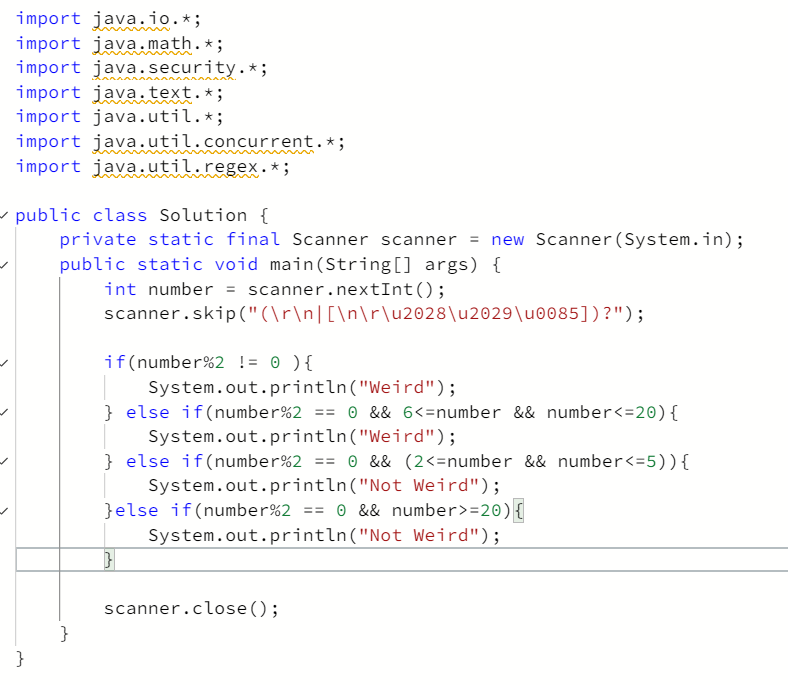 import java.io.*;
import java.math.*;
import java.security.*;
import java.text.*;
import java.util.*;
import java.util.concurrent.*;
import java.util.regex.*;

public class Solution {
    private static final Scanner scanner = new Scanner(System.in);
    public static void main(String[] args) {
        int number = scanner.nextInt();
        scanner.skip("(\r\n|[\n\r\u2028\u2029\u0085])?");

        if(number%2 != 0 ){
            System.out.println("Weird");
        } else if(number%2 == 0 && 6<=number && number<=20){
            System.out.println("Weird");
        } else if(number%2 == 0 && (2<=number && number<=5)){
            System.out.println("Not Weird");
        }else if(number%2 == 0 && number>=20){
            System.out.println("Not Weird");
        }

        scanner.close();
    }
}